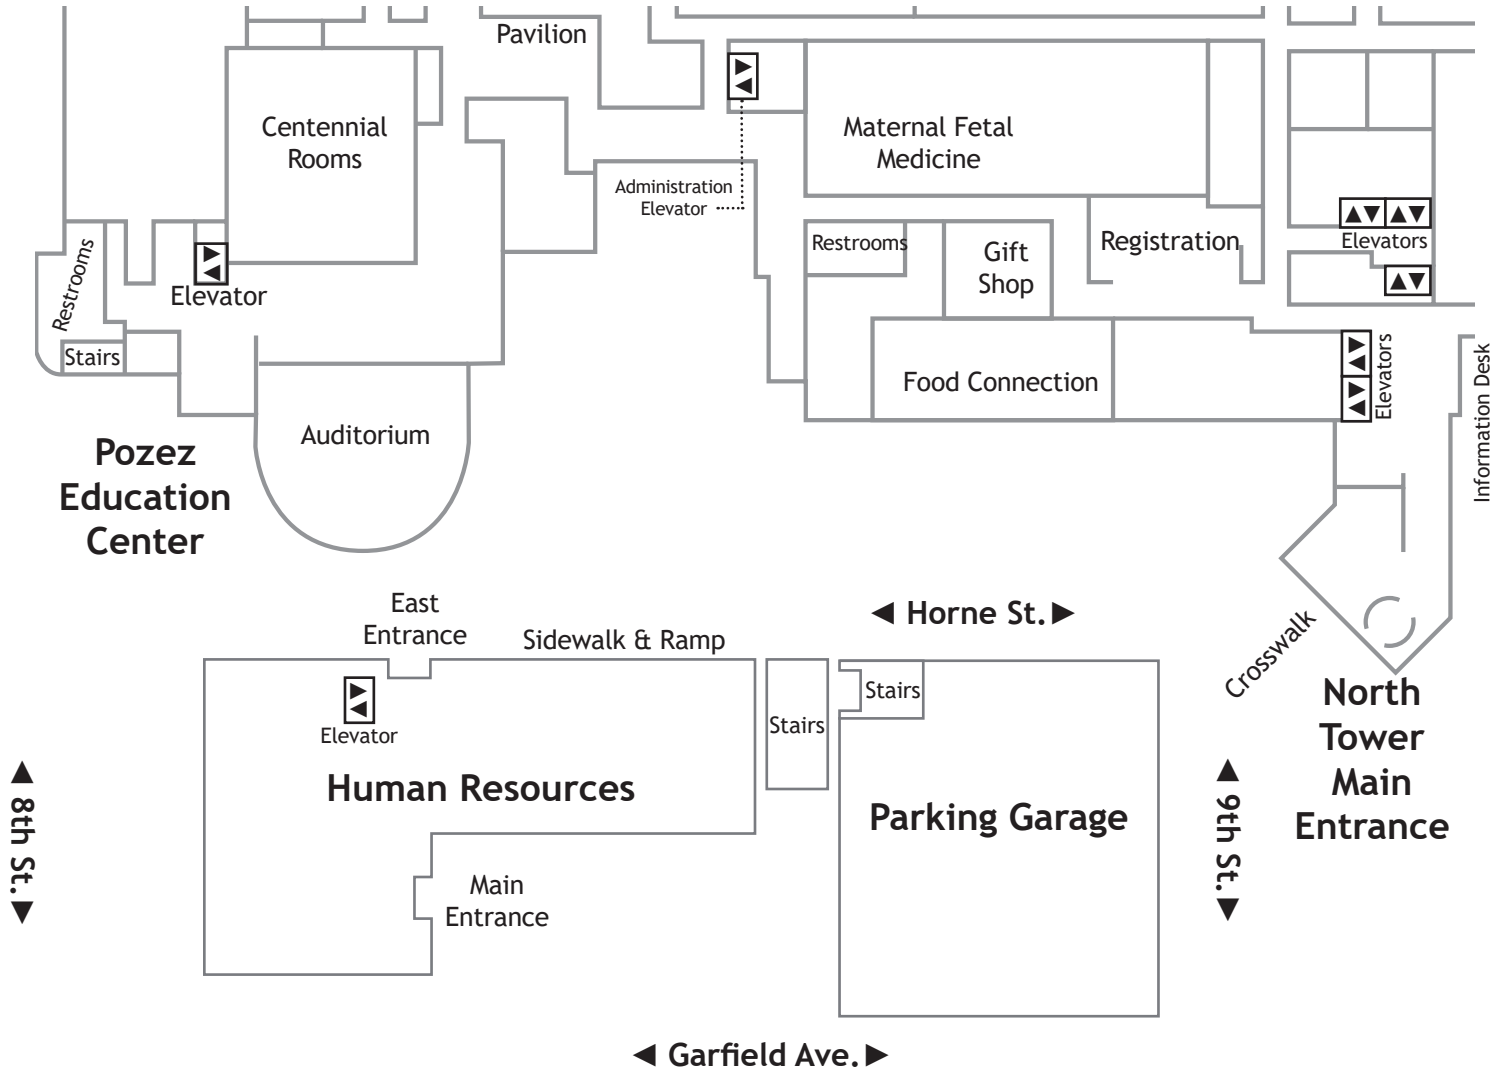 Pavilion
Centennial
Rooms
Maternal Fetal
Medicine
Administration
Elevator
Restrooms
Gift
Shop
Registration
Elevators
Restrooms
Elevator
Stairs
Food Connection
Elevators
Information Desk
Auditorium
Pozez
Education
Center
East
Entrance
Sidewalk & Ramp
Horne St.
Crosswalk
Stairs
Stairs
Elevator
Human Resources
Parking Garage
North
Tower
Main
Entrance
8th St.
9th St.
Main
Entrance
Garfield Ave.